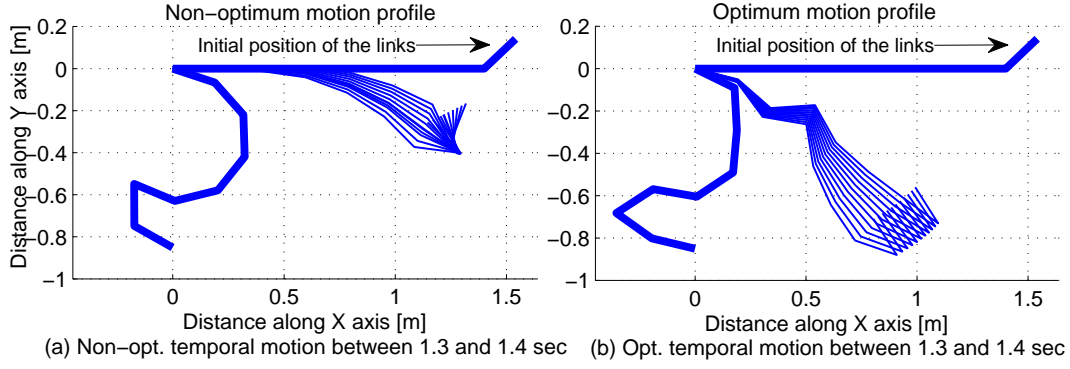 Non−optimum motion profile
0.2
0
−0.2
−0.4
−0.6
−0.8
−1
Distance along Y axis [m]
Initial position of the links
0
0.5
1
1.5
Distance along X axis [m]
(a) Non−opt. temporal motion between 1.3 and 1.4 sec
Optimum motion profile
0.2
0
−0.2
−0.4
−0.6
−0.8
−1
Initial position of the links
0
0.5
1
1.5
Distance along X axis [m]
(b) Opt. temporal motion between 1.3 and 1.4 sec